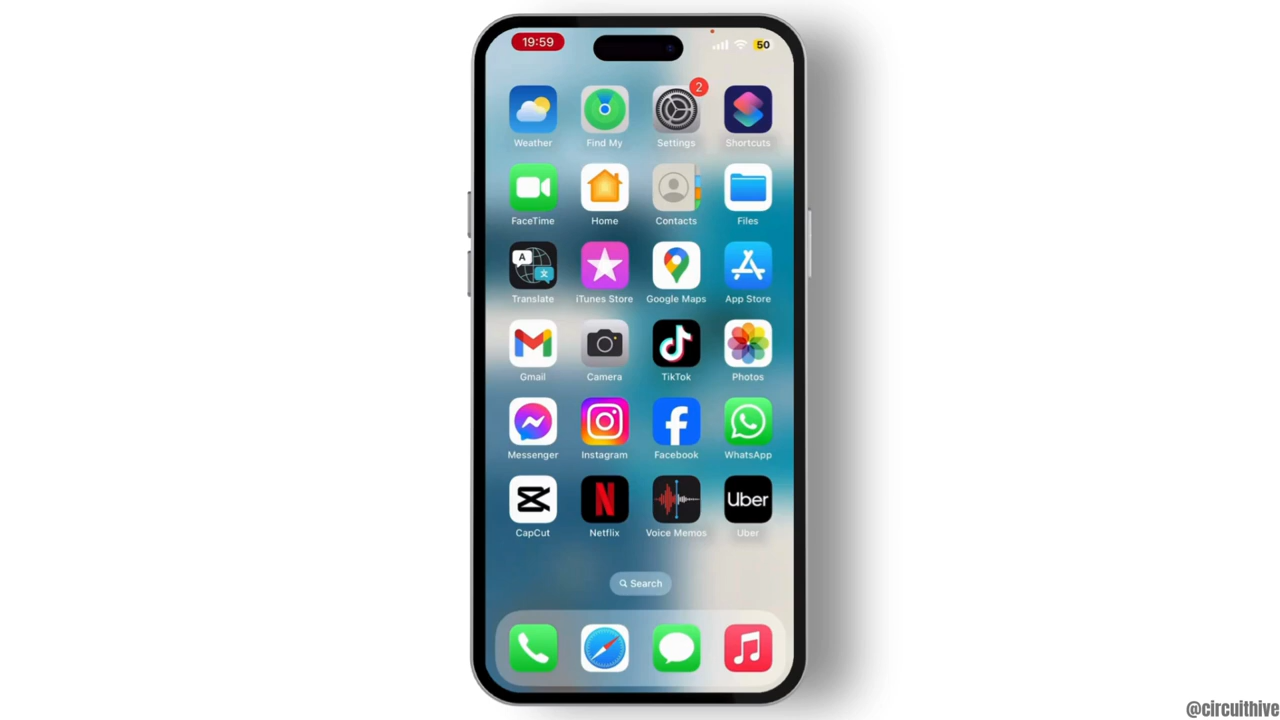 19:59
50
2
Weather Find My Settings Shortcuts
FaceTime Home Contacts Files
A
文
Translate iTunes Store Google Maps App Store
Gmail Camera TikTok Photos
Messenger Instagram Facebook WhatsApp
Uber
CapCut Netflix Voice Memos Uber
Search
@circuithive